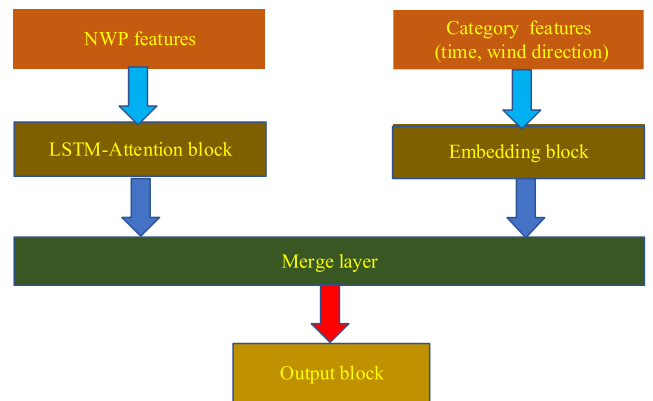 NWP features
Category features
(time, wind direction)
LSTM-Attention block
Embedding block
Merge layer
Output block